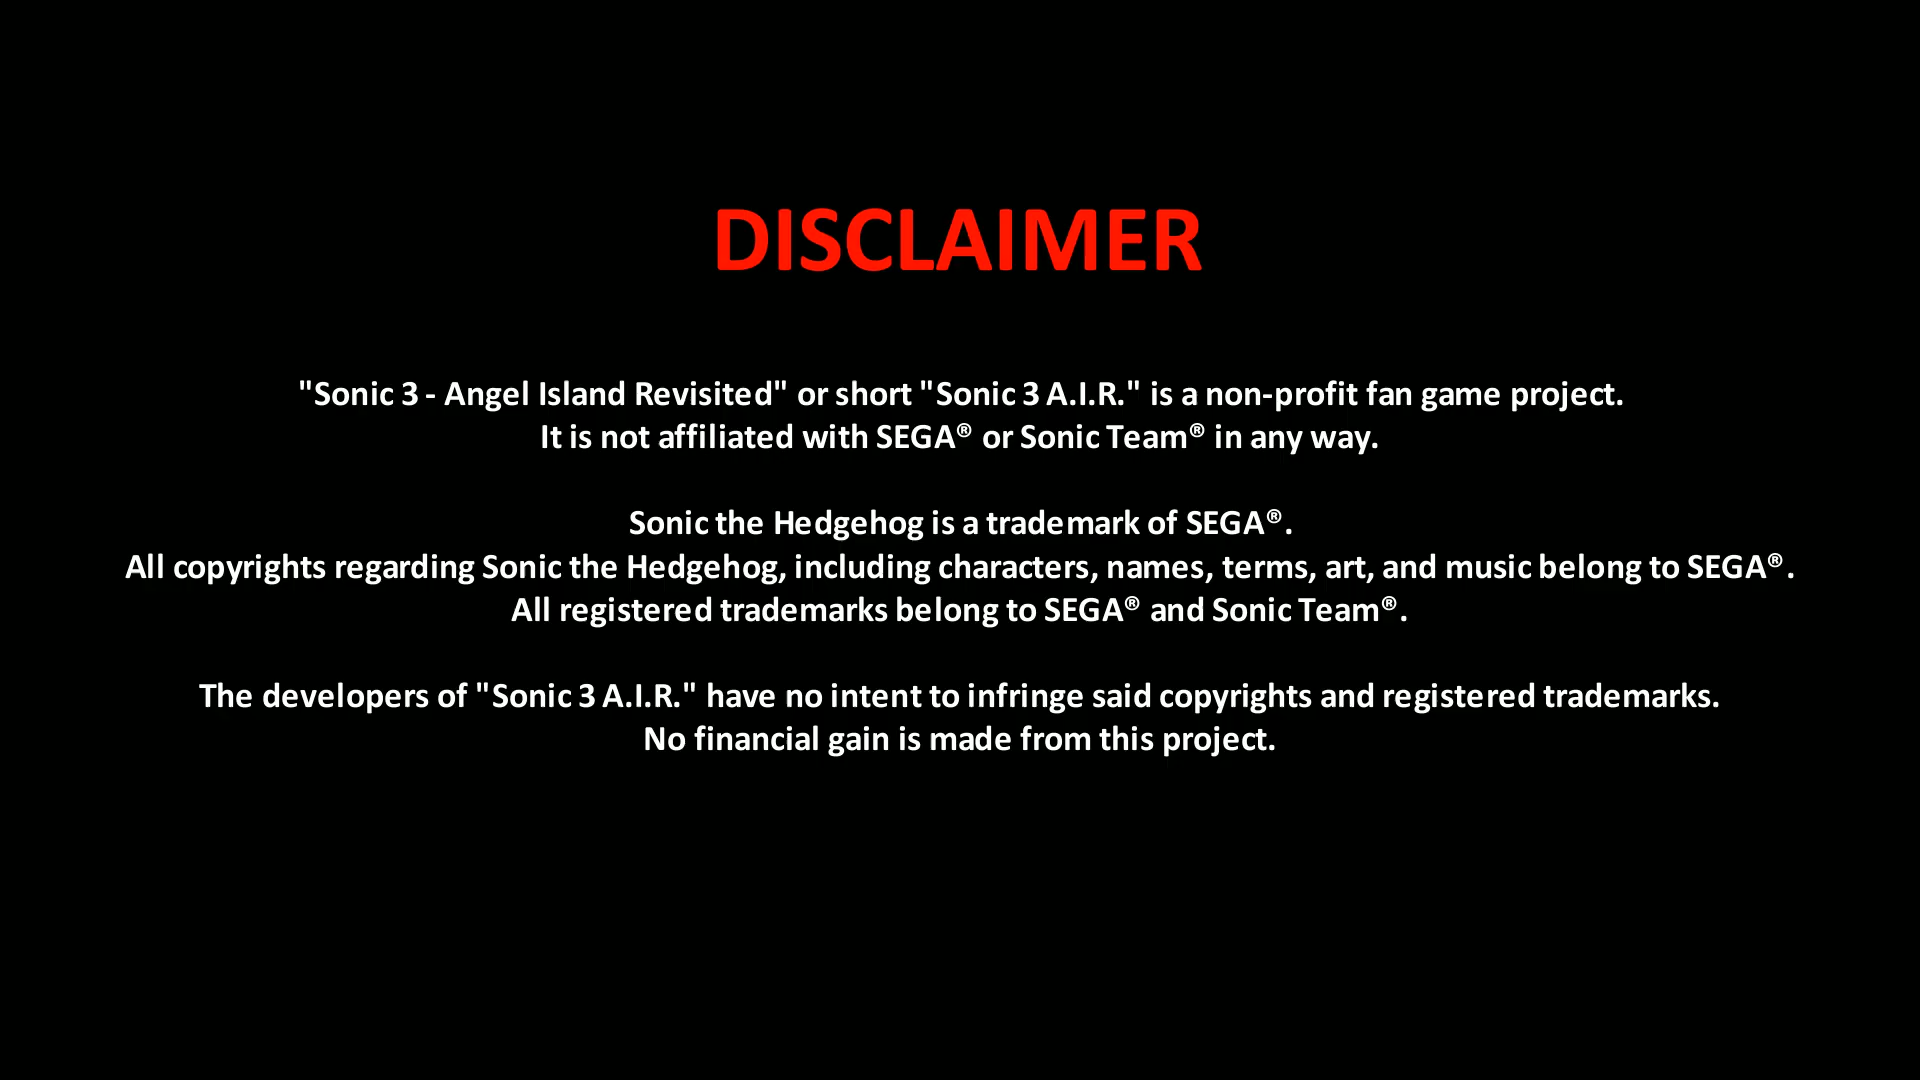 DISCLAIMER
"Sonic 3 - Angel Island Revisited" or short "Sonic 3 A.I.R." is a non-profit fan game project.
It is not affiliated with SEGA® or Sonic Team® in any way.
Sonic the Hedgehog is a trademark of SEGA®.
All copyrights regarding Sonic the Hedgehog, including characters, names, terms, art, and music belong to SEGA®.
All registered trademarks belong to SEGA® and Sonic Team®.
The developers of "Sonic 3 A.I.R." have no intent to infringe said copyrights and registered trademarks.
No financial gain is made from this project.